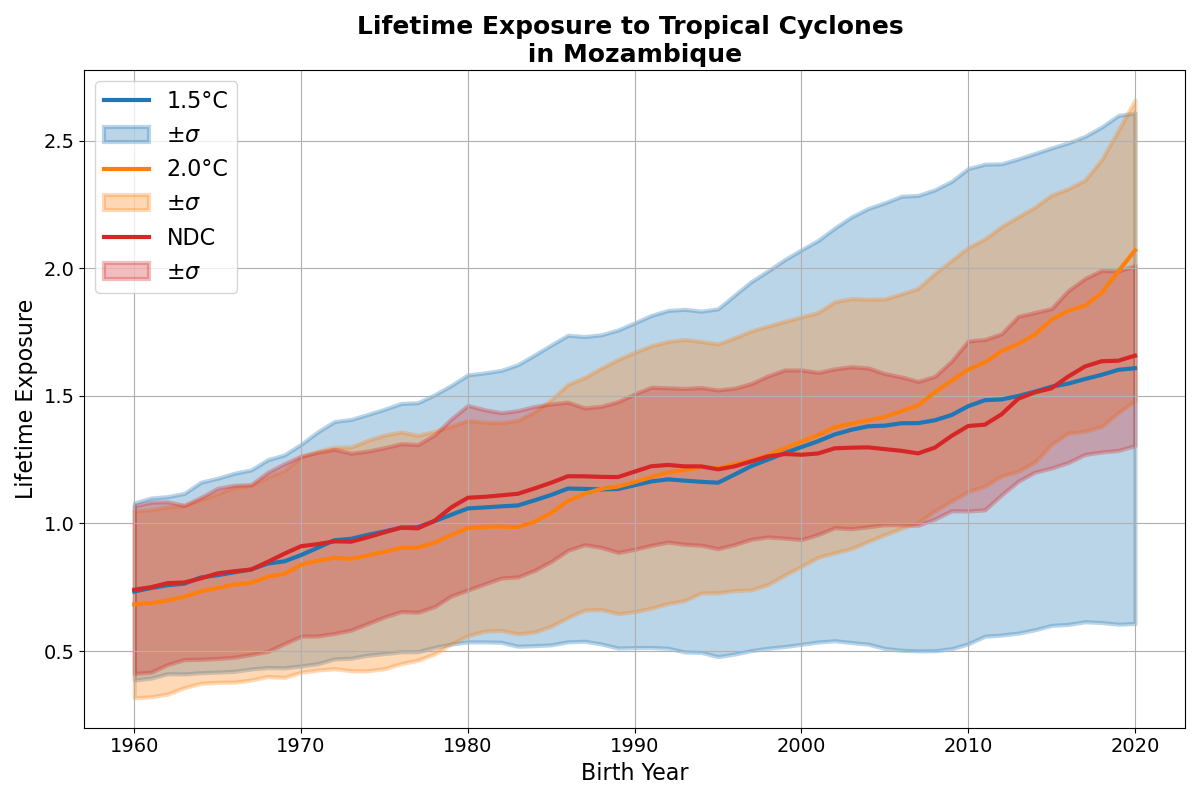 Lifetime Exposure to Tropical Cyclones
in Mozambique
1.5°C
±σ
2.0°C
±σ
NDC
±σ
Lifetime Exposure
2.5
2.0
1.5
1.0
0.5
1960
1970
1980
1990
2000
2010
2020
Birth Year